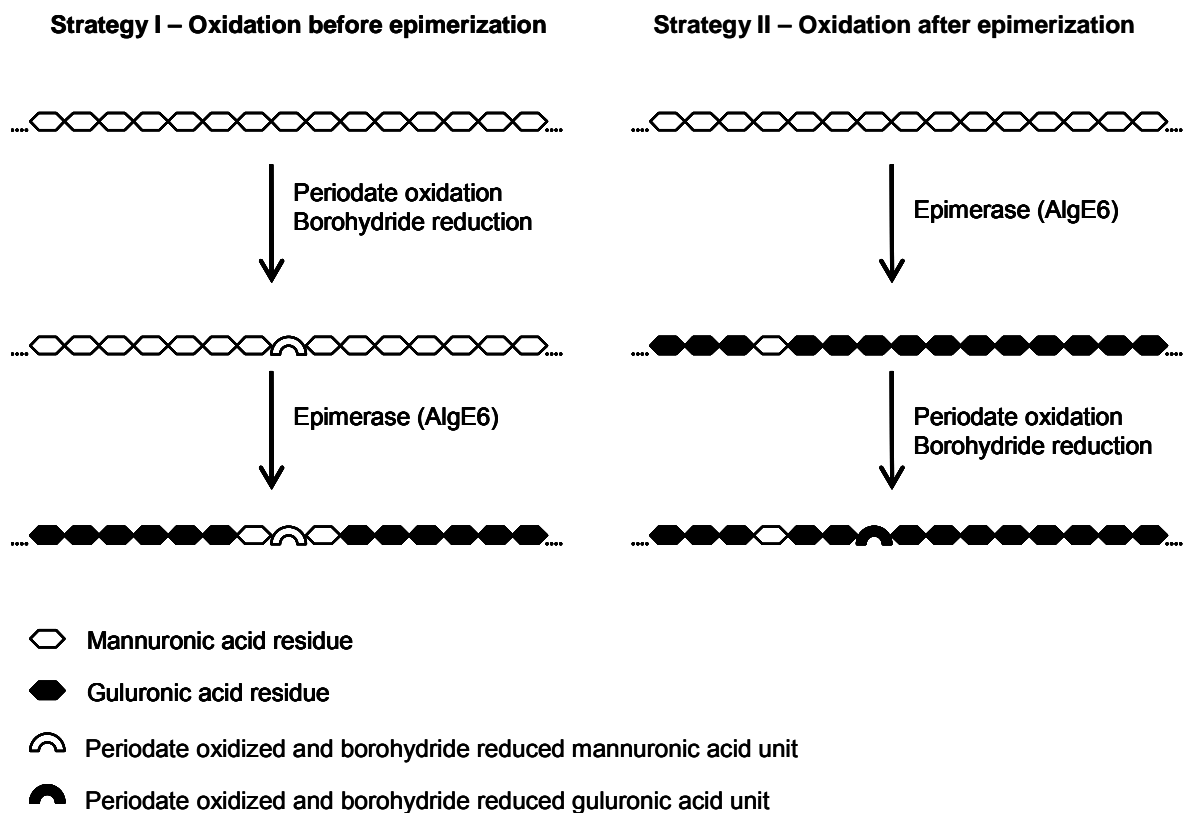 Strategy I – Oxidation before epimerization
Strategy II – Oxidation after epimerization
Periodate oxidation
Borohydride reduction
Epimerase (AlgE6)
Epimerase (AlgE6)
Periodate oxidation
Borohydride reduction
Mannuronic acid residue
Guluronic acid residue
Periodate oxidized and borohydride reduced mannuronic acid unit
Periodate oxidized and borohydride reduced guluronic acid unit